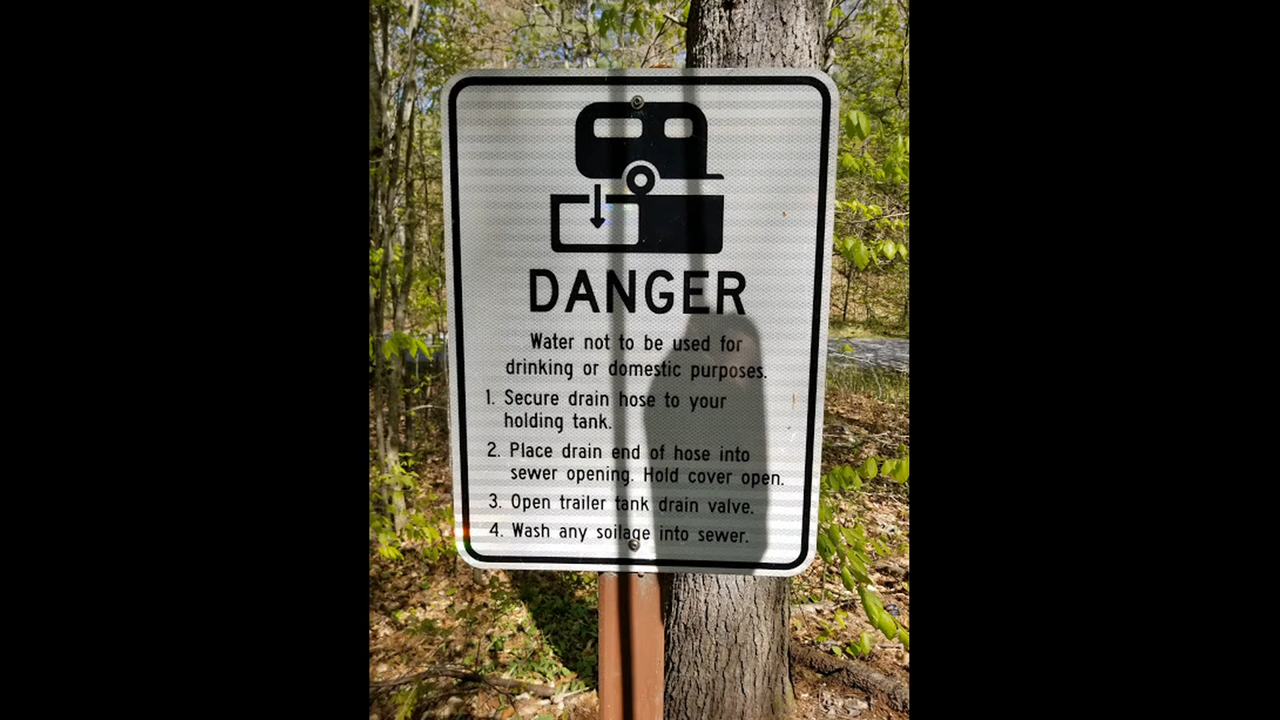 DANGER
Water not to be used for
drinking or domestic purposes.
1. Secure drain hose to your
holding tank.
2. Place drain end of hose into
sewer opening. Hold cover open.
3. Open trailer tank drain valve.
4. Wash any soilage into sewer.